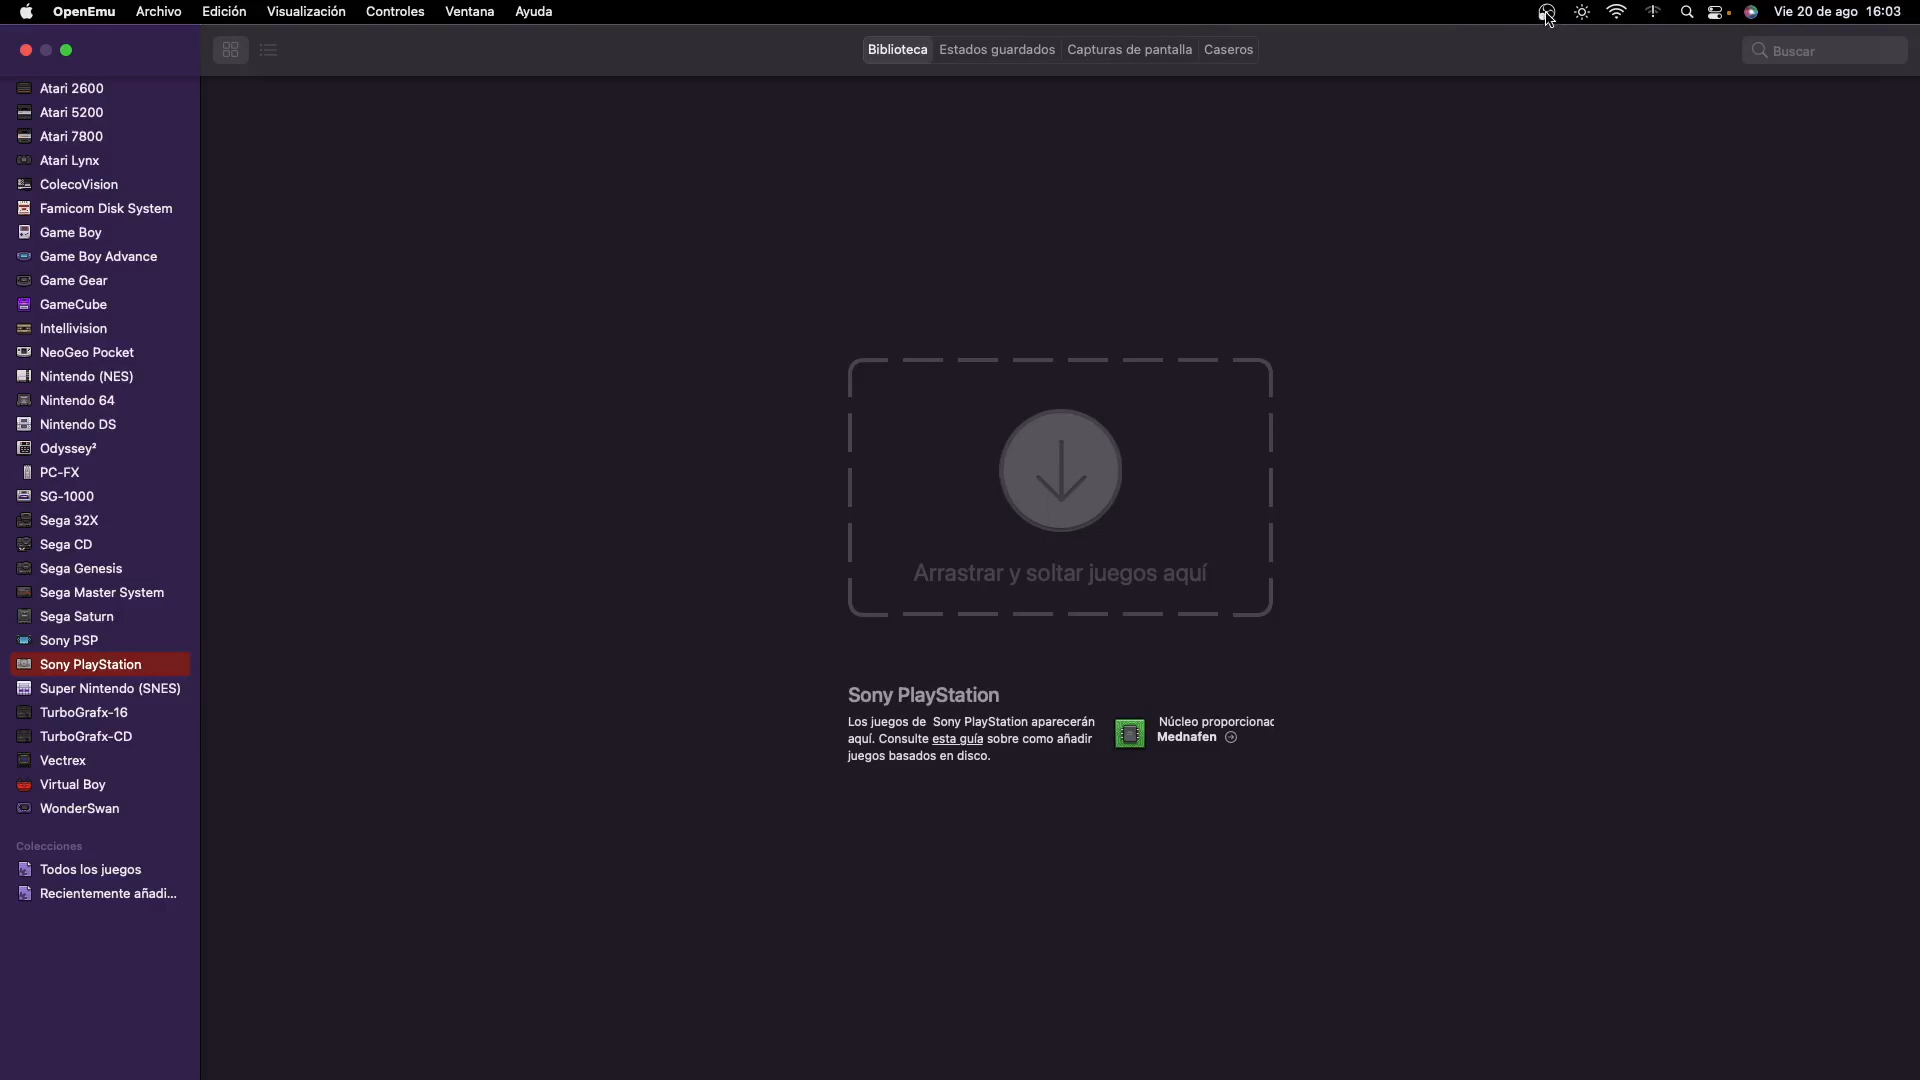 OpenEmu Archivo Edición Visualización Controles Ventana Ayuda Vie 20 de ago 16:03
Biblioteca Estados guardados Capturas de pantalla Caseros Buscar
Atari 2600
Atari 5200
Atari 7800
Atari Lynx
ColecoVision
Famicom Disk System
Game Boy
Game Boy Advance
Game Gear
GameCube
Intellivision
NeoGeo Pocket
Nintendo (NES)
Nintendo 64
Nintendo DS
Odyssey²
PC-FX
SG-1000
Sega 32X
Sega CD
Sega Genesis
Sega Master System
Sega Saturn
Sony PSP
Sony PlayStation
Super Nintendo (SNES)
TurboGrafx-16
TurboGrafx-CD
Vectrex
Virtual Boy
WonderSwan
Colecciones
Todos los juegos
Recientemente añadi...
Arrastrar y soltar juegos aquí
Sony PlayStation
Los juegos de Sony PlayStation aparecerán
aquí. Consulte esta guía sobre como añadir
juegos basados en disco.
Núcleo proporcionac
Mednafen